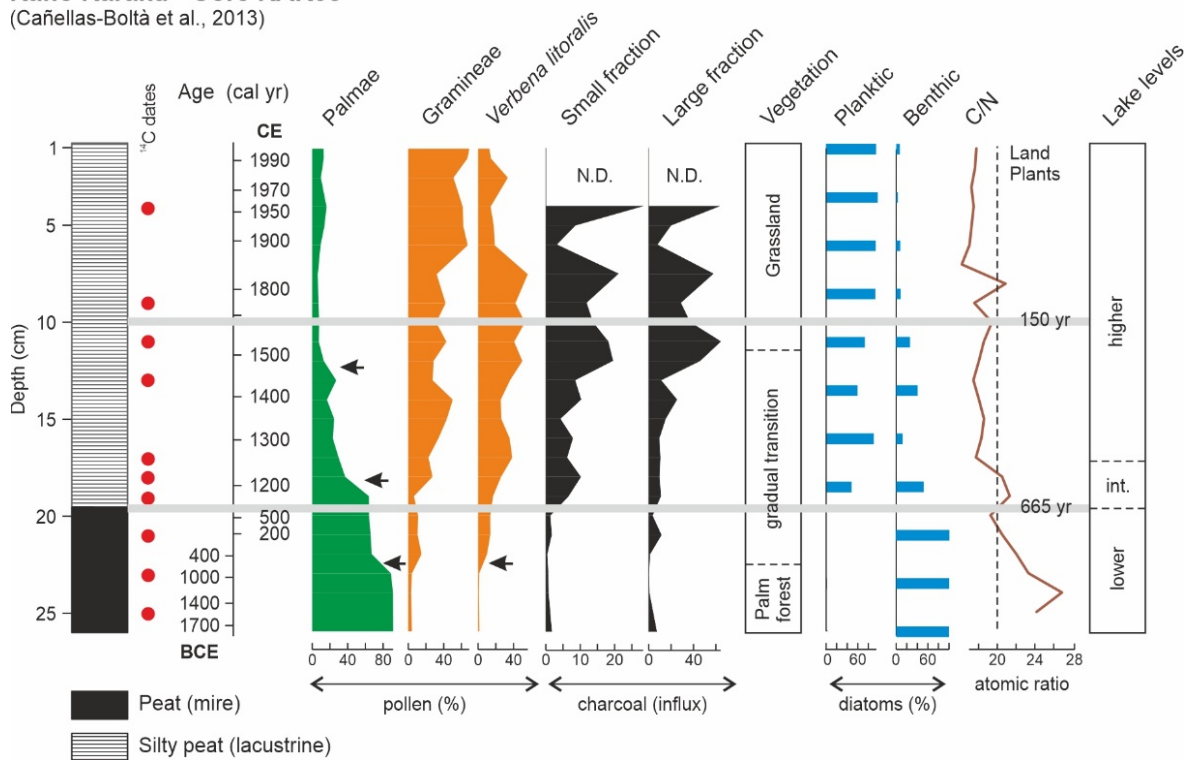 (Cañellas-Boltà et al., 2013)
14C dates
Age (cal yr)
CE
Palmae
Gramineae
Verbena litoralis
Small fraction
Large fraction
Vegetation
Planktic
Benthic
C/N
Lake levels
Depth (cm)
1
5
10
15
20
25
1990
1970
1950
1900
1800
1500
1400
1300
1200
500
200
400
1000
1400
1700
BCE
N.D.
N.D.
Grassland
gradual transition
Palm forest
Land
Plants
150 yr
665 yr
higher
int.
lower
0 40 80
0 40
0 40
0 10 20
0 40
0 60
0 60
20 24 28
pollen (%)
charcoal (influx)
diatoms (%)
atomic ratio
Peat (mire)
Silty peat (lacustrine)